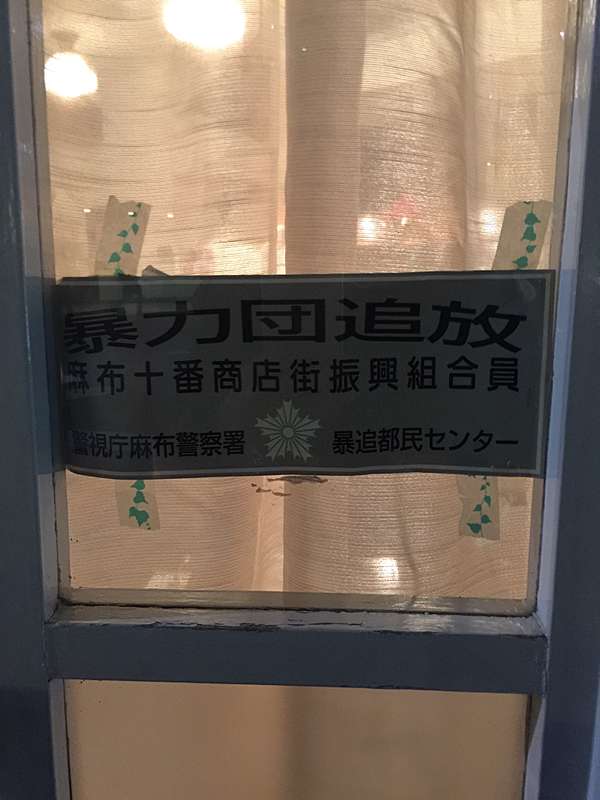 暴力団追放
麻布十番商店街振興組合員
警視庁麻布警察署 暴追都民センター